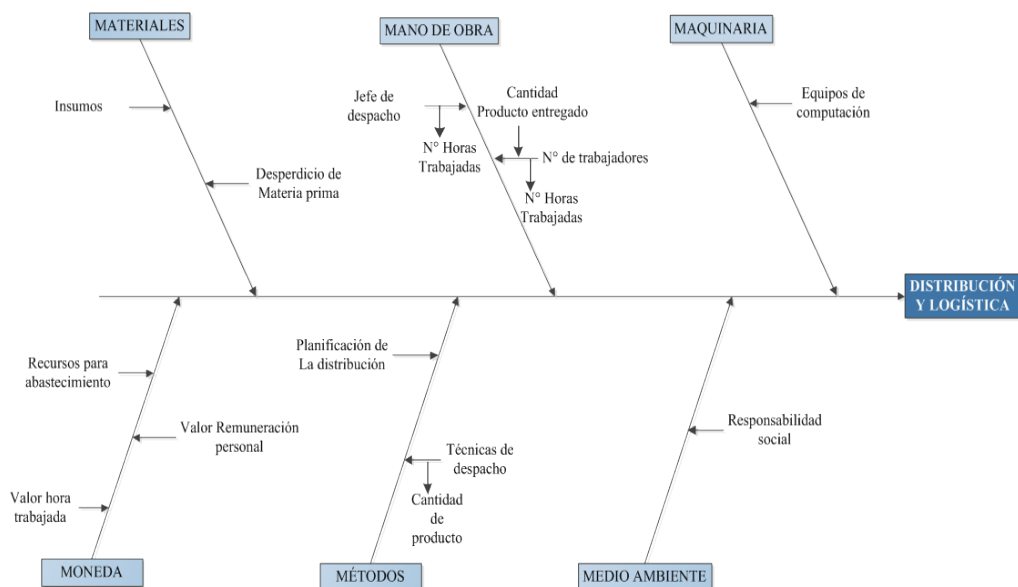 MATERIALES
MANO DE OBRA
MAQUINARIA
Insumos
Desperdicio de
Materia prima
Jefe de
despacho
N° Horas
Trabajadas
Cantidad
Producto entregado
N° de trabajadores
N° Horas
Trabajadas
Equipos de
computación
DISTRIBUCIÓN
Y LOGÍSTICA
Recursos para
abastecimiento
Valor Remuneración
personal
Valor hora
trabajada
Planificación de
La distribución
Técnicas de
despacho
Cantidad
de
producto
Responsabilidad
social
MONEDA
MÉTODOS
MEDIO AMBIENTE